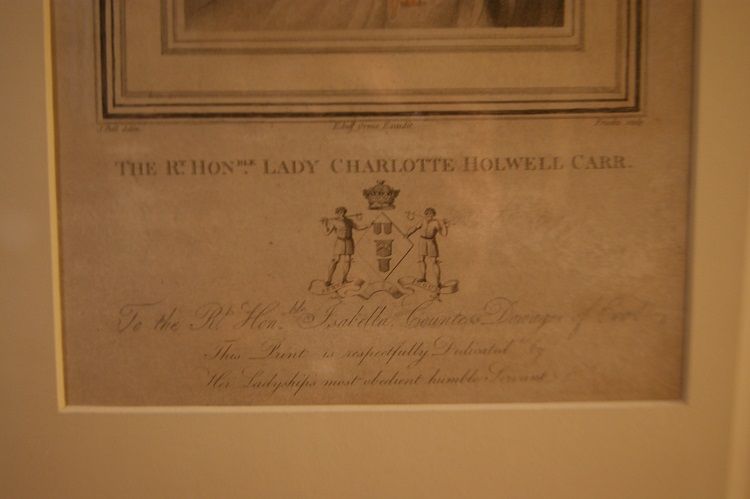 THE Rᵀ HONᴮᴸᴱ LADY CHARLOTTE HOLWELL CARR.
To the Rᵗ Honᵇˡᵉ Isabella Countess Dowager of
This Print is respectfully Dedicated by
Her Ladyships most obedient humble Servant